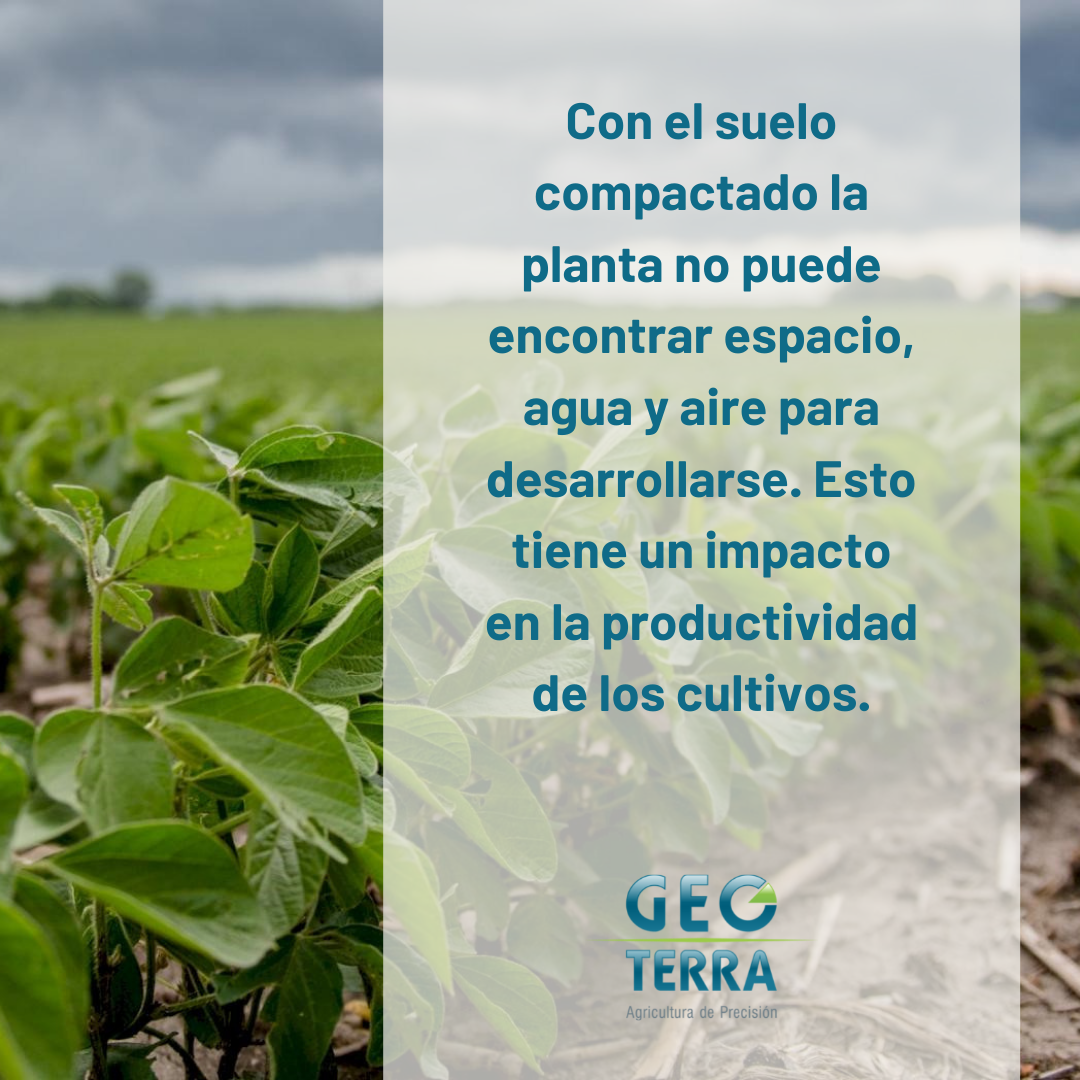 Con el suelo
compactado la
planta no puede
encontrar espacio,
agua y aire para
desarrollarse. Esto
tiene un impacto
en la productividad
de los cultivos.
GEO
TERRA
Agricultura de Precisión